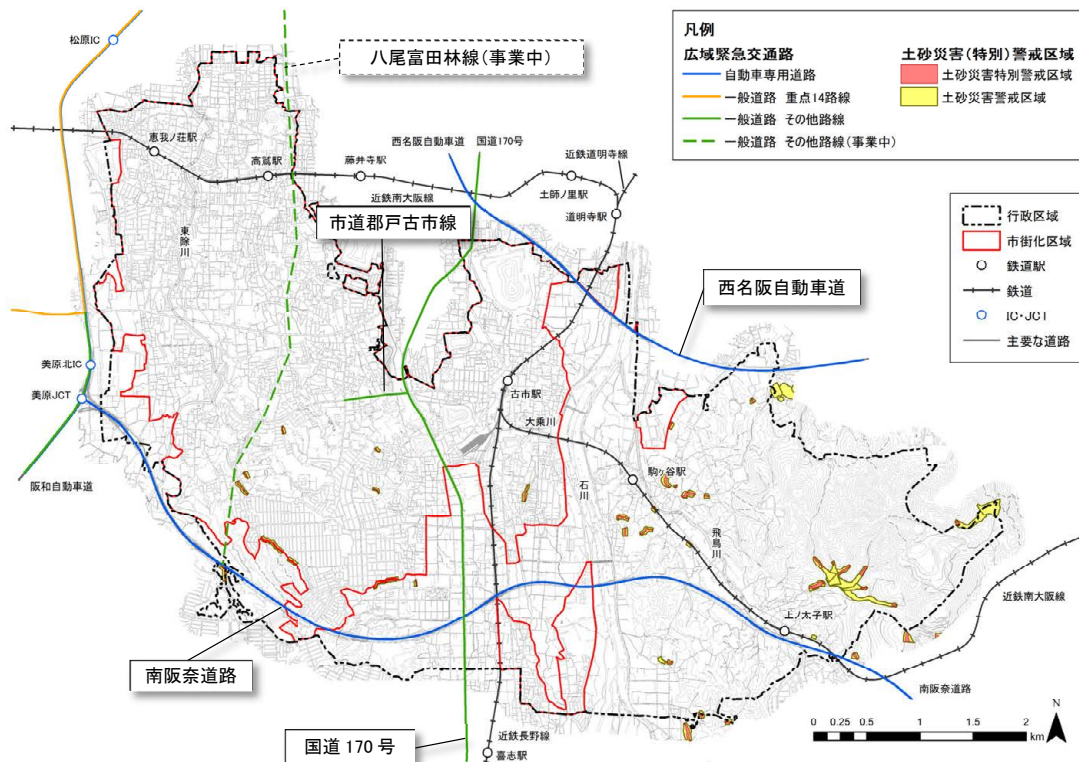 凡例
広域緊急交通路
自動車専用道路
一般道路 重点14路線
一般道路 その他路線
一般道路 その他路線(事業中)
土砂災害(特別)警戒区域
土砂災害特別警戒区域
土砂災害警戒区域
行政区域
市街化区域
鉄道駅
鉄道
IC・JCT
主要な道路
松原IC
八尾富田林線(事業中)
恵我ノ荘駅
高鷲駅
藤井寺駅
西名阪自動車道
国道170号
近鉄道明寺線
土師ノ里駅
道明寺駅
近鉄南大阪線
市道郡戸古市線
東除川
西名阪自動車道
美原北IC
美原JCT
古市駅
大乗川
石川
駒ヶ谷駅
飛鳥川
阪和自動車道
近鉄南大阪線
上ノ太子駅
南阪奈道路
南阪奈道路
国道170号
近鉄長野線
喜志駅
N
0 0.25 0.5 1 1.5 2
km